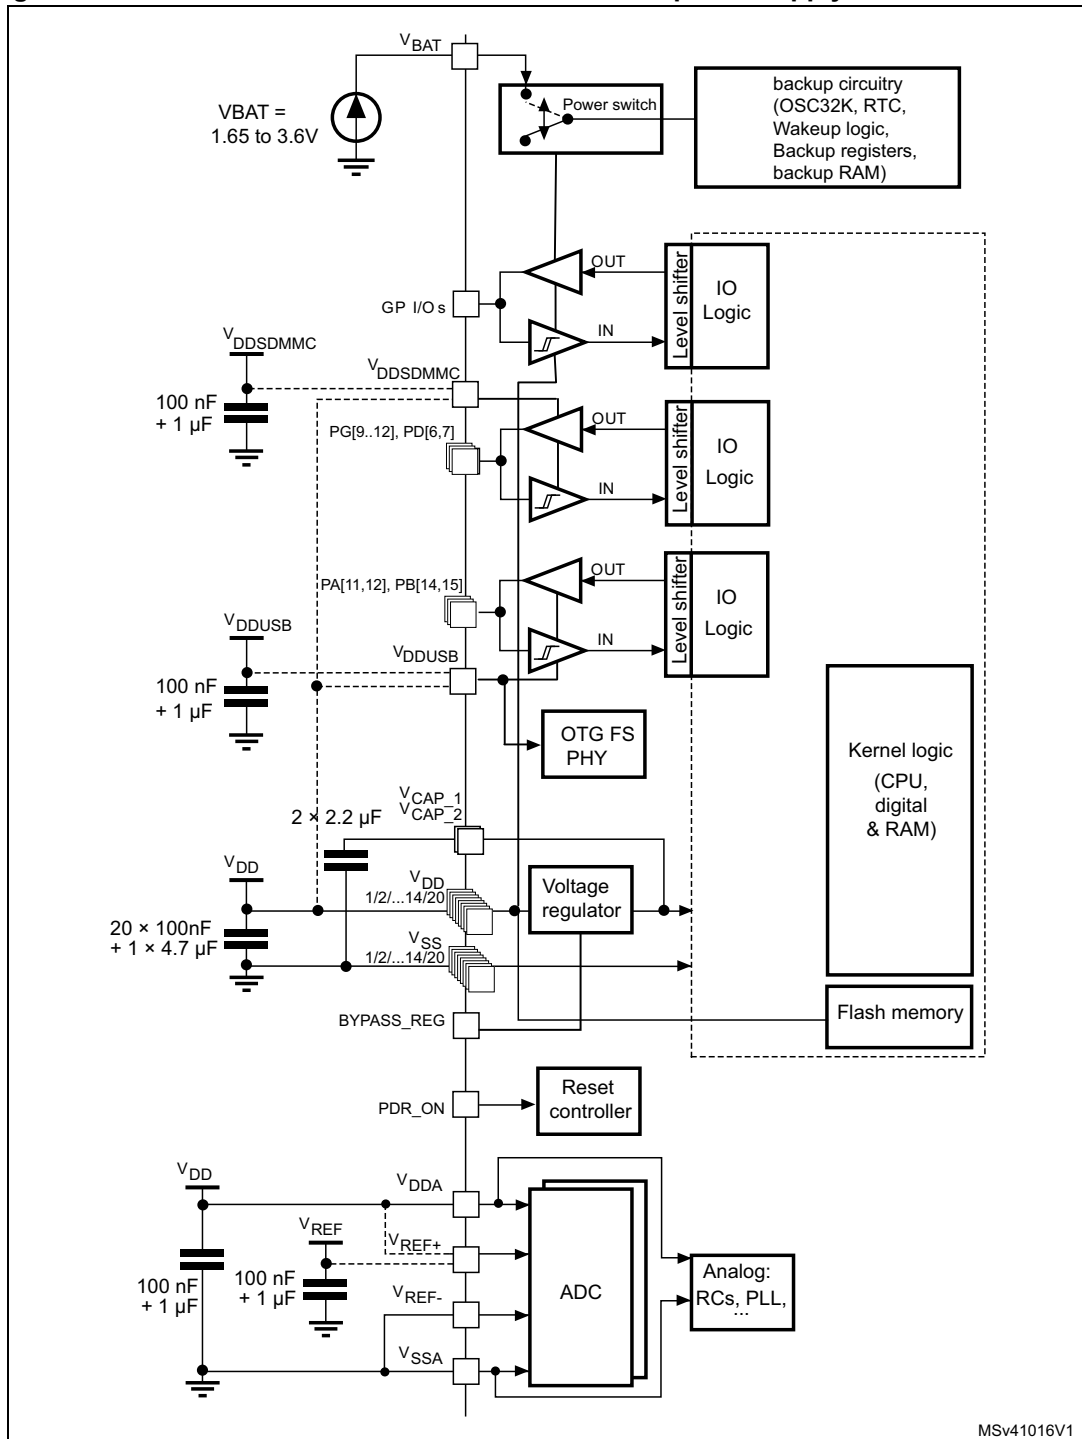 VBAT
VBAT =
1.65 to 3.6V
Power switch
backup circuitry
(OSC32K, RTC,
Wakeup logic,
Backup registers,
backup RAM)
GP I/Os
OUT
IN
Level shifter
IO
Logic
VDDSDMMC
100 nF
+ 1 µF
VDDSDMMC
PG[9..12], PD[6,7]
OUT
IN
Level shifter
IO
Logic
PA[11,12], PB[14,15]
OUT
IN
Level shifter
IO
Logic
VDDUSB
100 nF
+ 1 µF
VDDUSB
OTG FS
PHY
Kernel logic
(CPU,
digital
& RAM)
VCAP_1
VCAP_2
2 × 2.2 µF
VDD
20 × 100nF
+ 1 × 4.7 µF
VDD
1/2/...14/20
Voltage
regulator
VSS
1/2/...14/20
BYPASS_REG
Flash memory
PDR_ON
Reset
controller
VDD
100 nF
+ 1 µF
VDDA
VREF
100 nF
+ 1 µF
VREF+
VREF-
VSSA
ADC
Analog:
RCs, PLL,
...
MSv41016V1